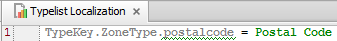 Typelist Localization
1 TypeKey.ZoneType.postalcode = Postal Code